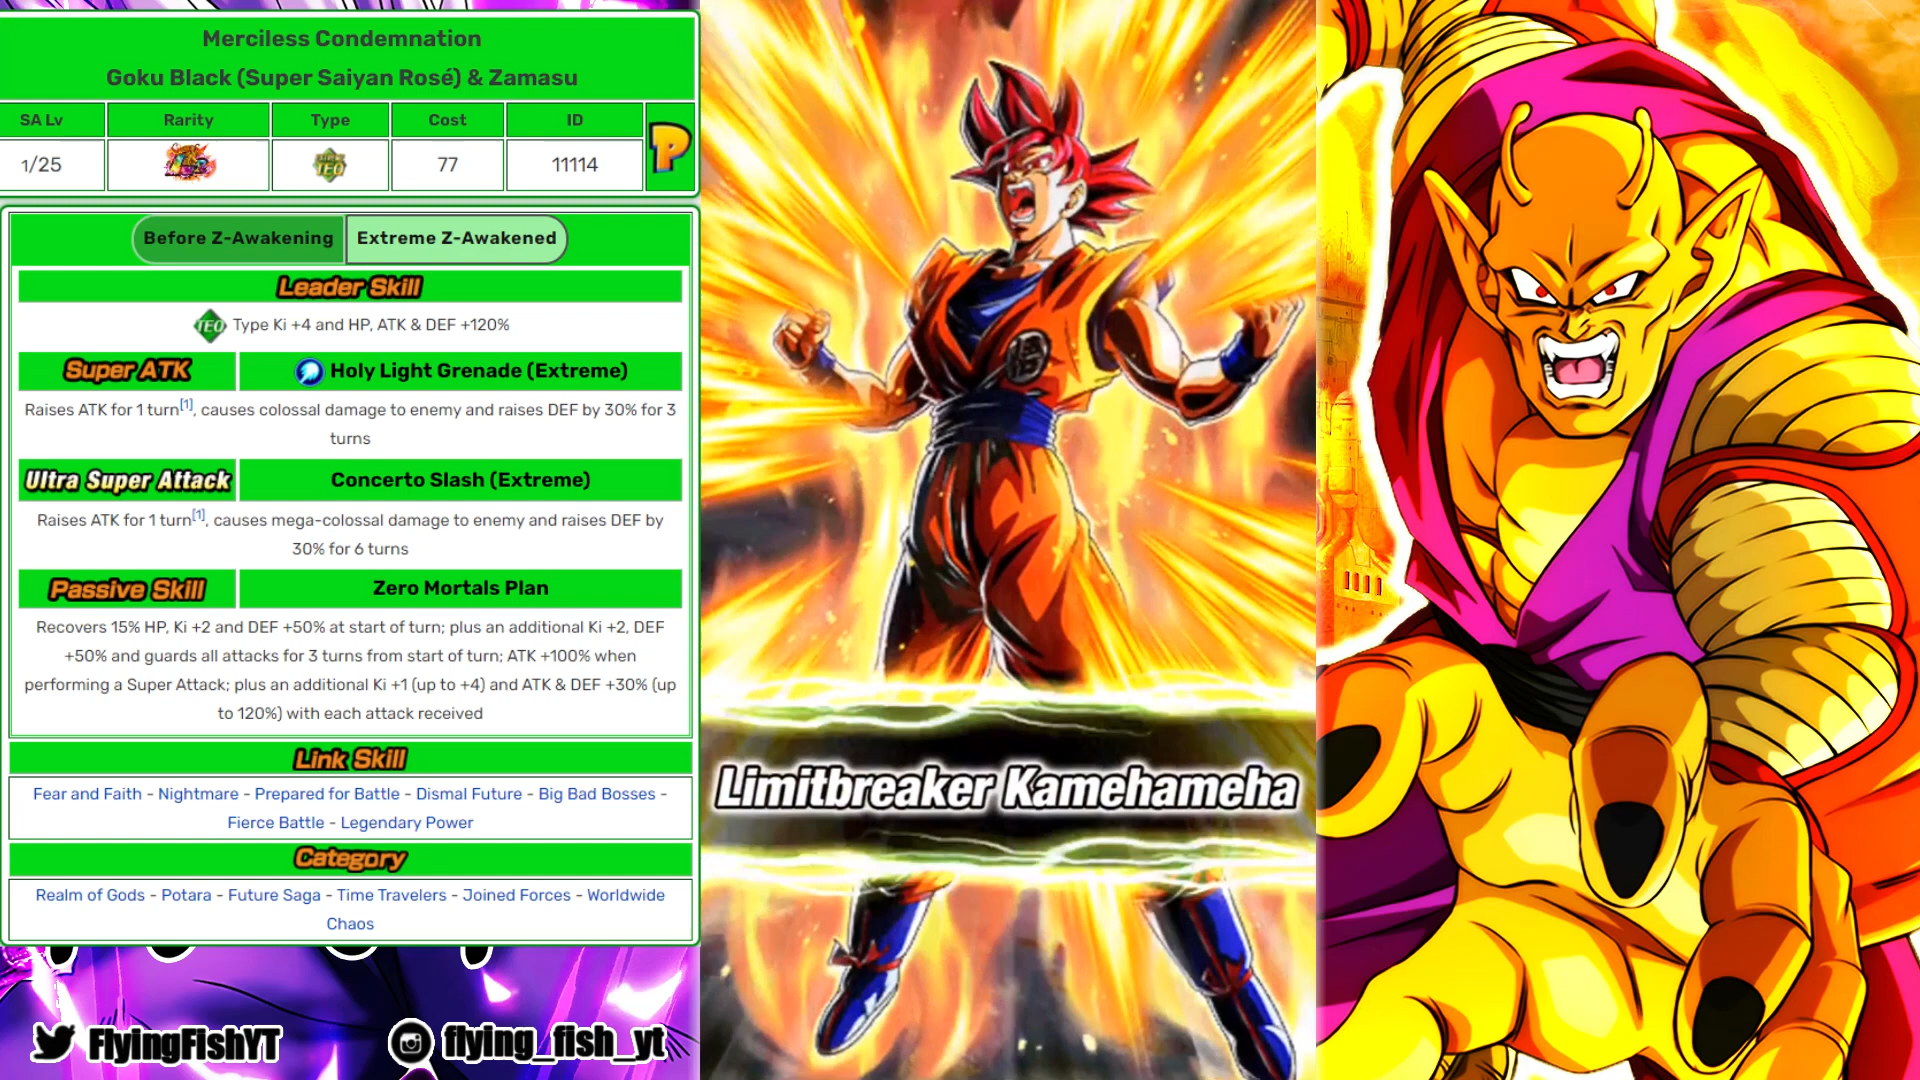 Merciless Condemnation
Goku Black (Super Saiyan Rosé) & Zamasu
SA Lv Rarity Type Cost ID
1/25 LR SUPER TEQ 77 11114 P
Before Z-Awakening Extreme Z-Awakened
Leader Skill
TEQ Type Ki +4 and HP, ATK & DEF +120%
Super ATK Holy Light Grenade (Extreme)
Raises ATK for 1 turn[1], causes colossal damage to enemy and raises DEF by 30% for 3
turns
Ultra Super Attack Concerto Slash (Extreme)
Raises ATK for 1 turn[1], causes mega-colossal damage to enemy and raises DEF by
30% for 6 turns
Passive Skill Zero Mortals Plan
Recovers 15% HP, Ki +2 and DEF +50% at start of turn; plus an additional Ki +2, DEF
+50% and guards all attacks for 3 turns from start of turn; ATK +100% when
performing a Super Attack; plus an additional Ki +1 (up to +4) and ATK & DEF +30% (up
to 120%) with each attack received
Link Skill
Fear and Faith - Nightmare - Prepared for Battle - Dismal Future - Big Bad Bosses -
Fierce Battle - Legendary Power
Category
Realm of Gods - Potara - Future Saga - Time Travelers - Joined Forces - Worldwide
Chaos
FlyingFishYT flying_fish_yt
悟
Limitbreaker Kamehameha